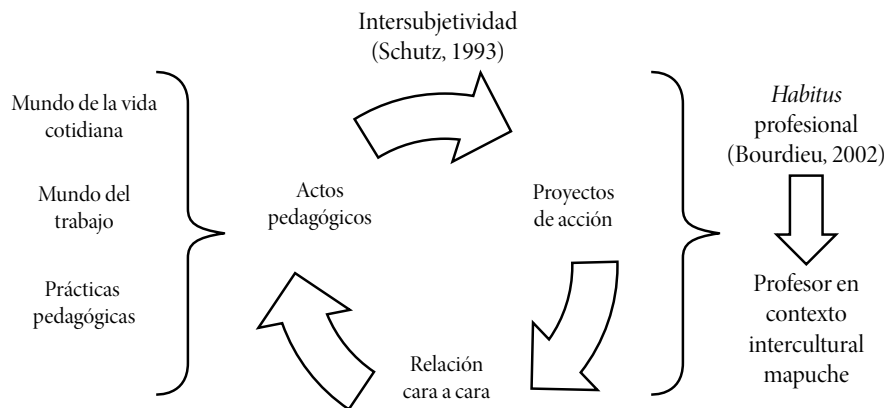 Intersubjetividad
(Schutz, 1993)
Mundo de la vida
cotidiana
Mundo del
trabajo
Prácticas
pedagógicas
Actos
pedagógicos
Proyectos
de acción
Relación
cara a cara
Habitus
profesional
(Bourdieu, 2002)
Profesor en
contexto
intercultural
mapuche